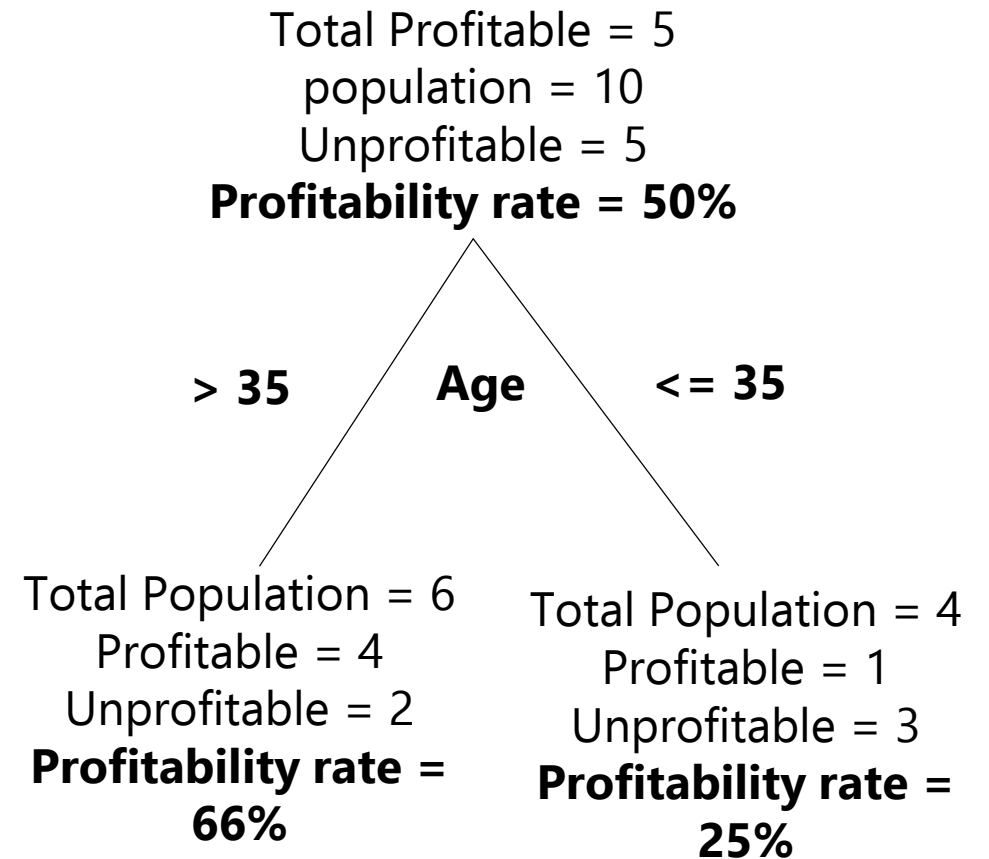 Total Profitable = 5
population = 10
Unprofitable = 5
Profitability rate = 50%
> 35
Age
<= 35
Total Population = 6
Profitable = 4
Unprofitable = 2
Profitability rate =
66%
Total Population = 4
Profitable = 1
Unprofitable = 3
Profitability rate =
25%